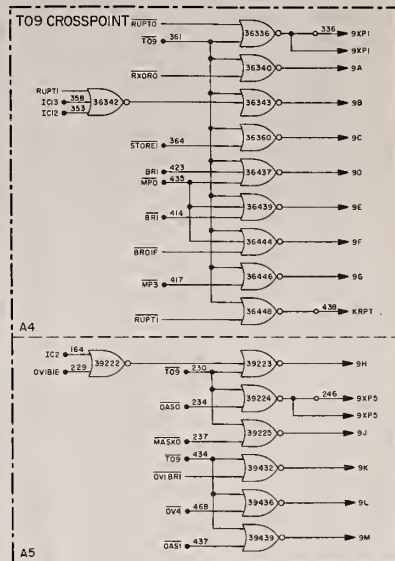 T09 CROSSPOINT
RUPT0
T09 361 36336 336 9XP1
9XP1
RXOR0 36340 9A
RUPT1
IC13 358 36342 36343 9B
IC12 353
STORE1 364 36360 9C
BR1 423 36437 9D
MP0 435
BR1 414 36439 9E
BRDIF 36444 9F
MP3 417 36446 9G
RUPT1 36448 438 KRPT
A4
IC2 164 39222 39223 9H
OVIBIB 229
T09 230 39224 246 9XP5
OAS0 234 9XP5
MASK0 237 39225 9J
T09 434 39432 9K
OVIBR1
OV4 468 39436 9L
OAS1 437 39439 9M
A5